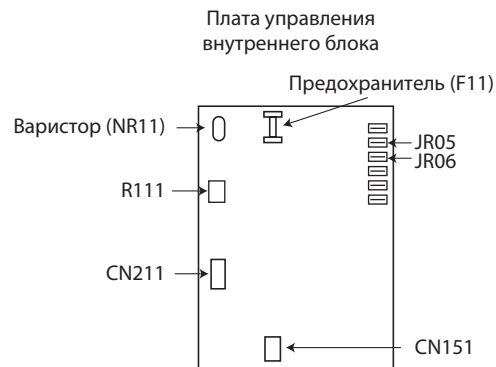 Плата управления
внутреннего блока
Предохранитель (F11)
Варистор (NR11)
JR05
JR06
R111
CN211
CN151